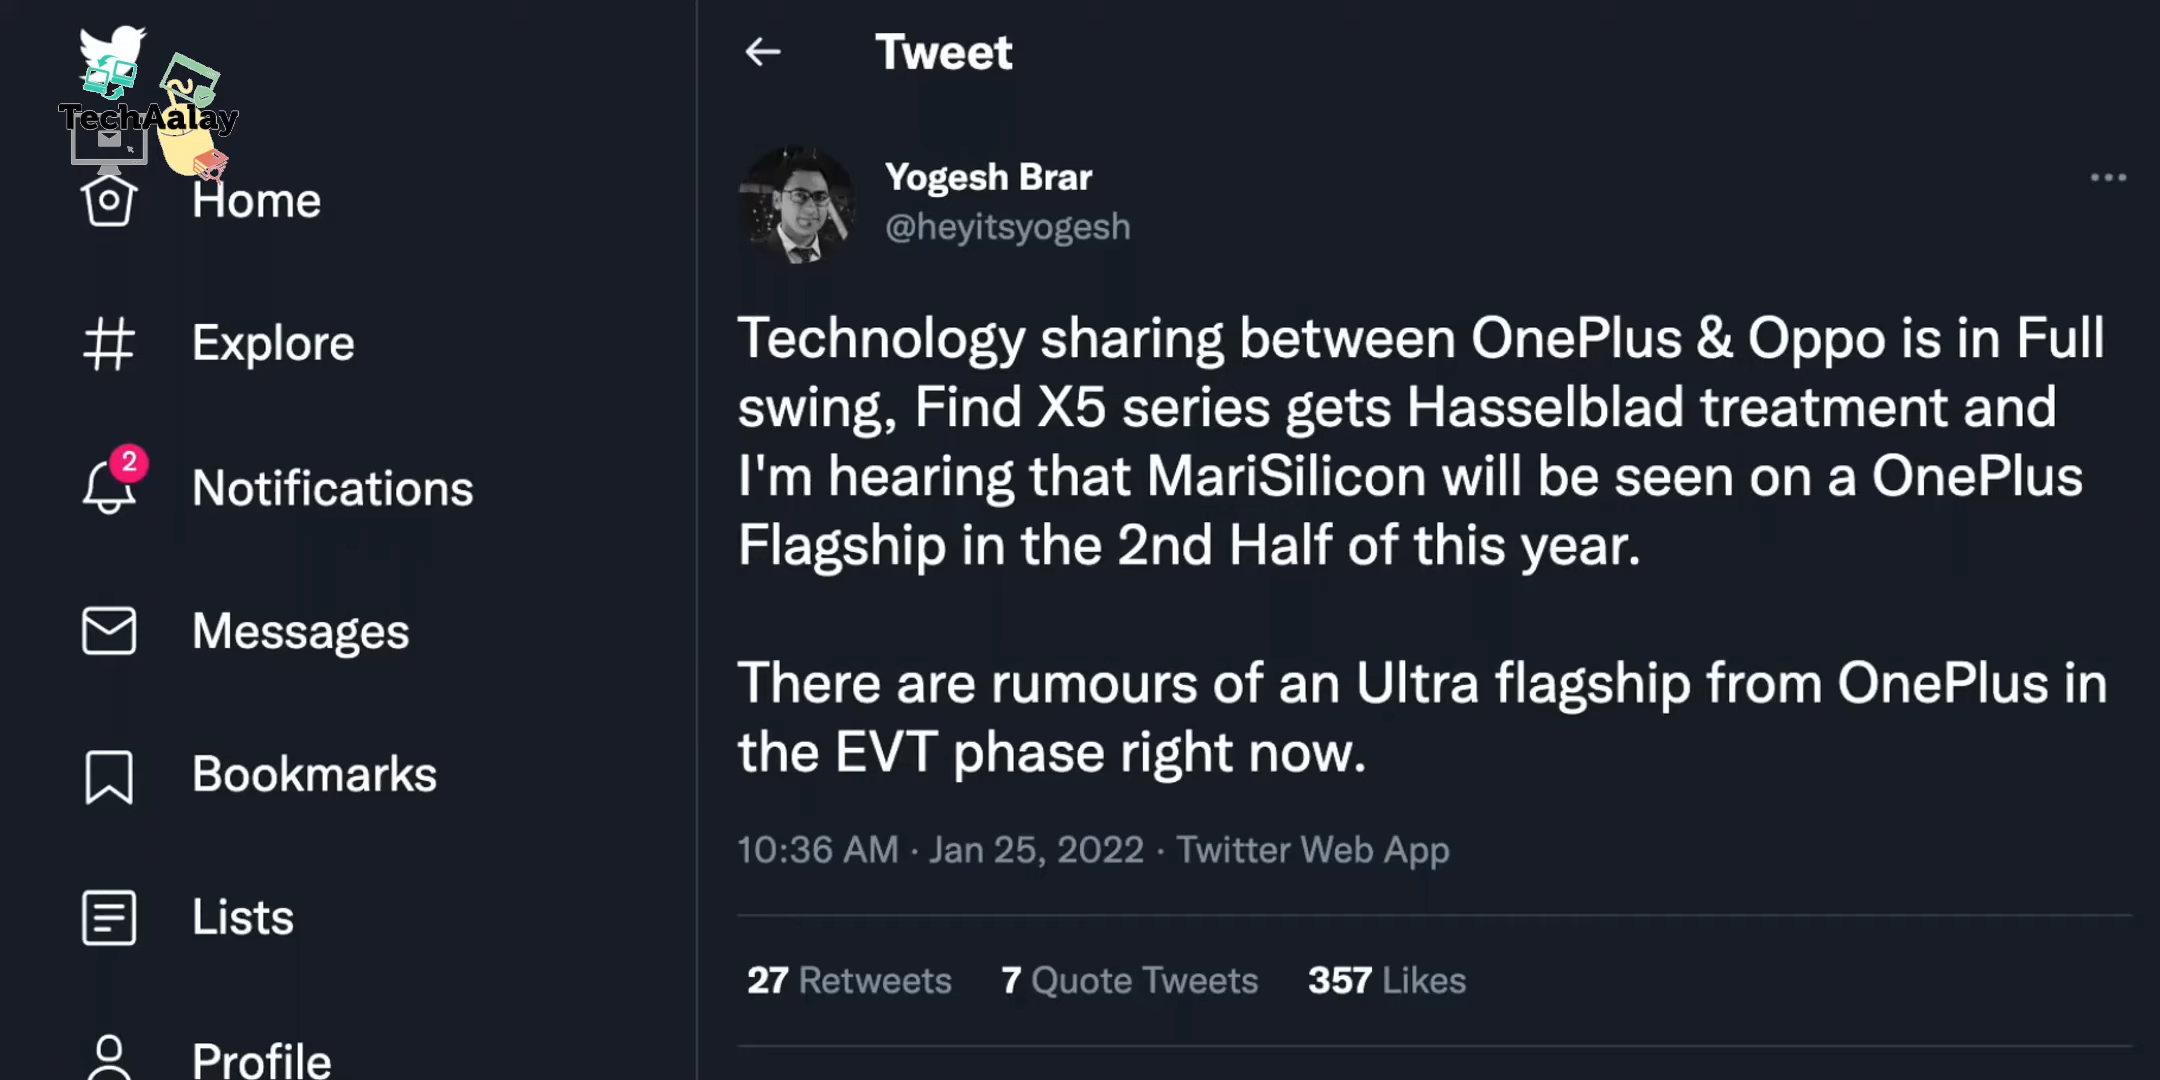 TechAalay
Home
Explore
2
Notifications
Messages
Bookmarks
Lists
Profile
Tweet
Yogesh Brar
@heyitsyogesh
Technology sharing between OnePlus & Oppo is in Full
swing, Find X5 series gets Hasselblad treatment and
I'm hearing that MariSilicon will be seen on a OnePlus
Flagship in the 2nd Half of this year.
There are rumours of an Ultra flagship from OnePlus in
the EVT phase right now.
10:36 AM · Jan 25, 2022 · Twitter Web App
27 Retweets 7 Quote Tweets 357 Likes